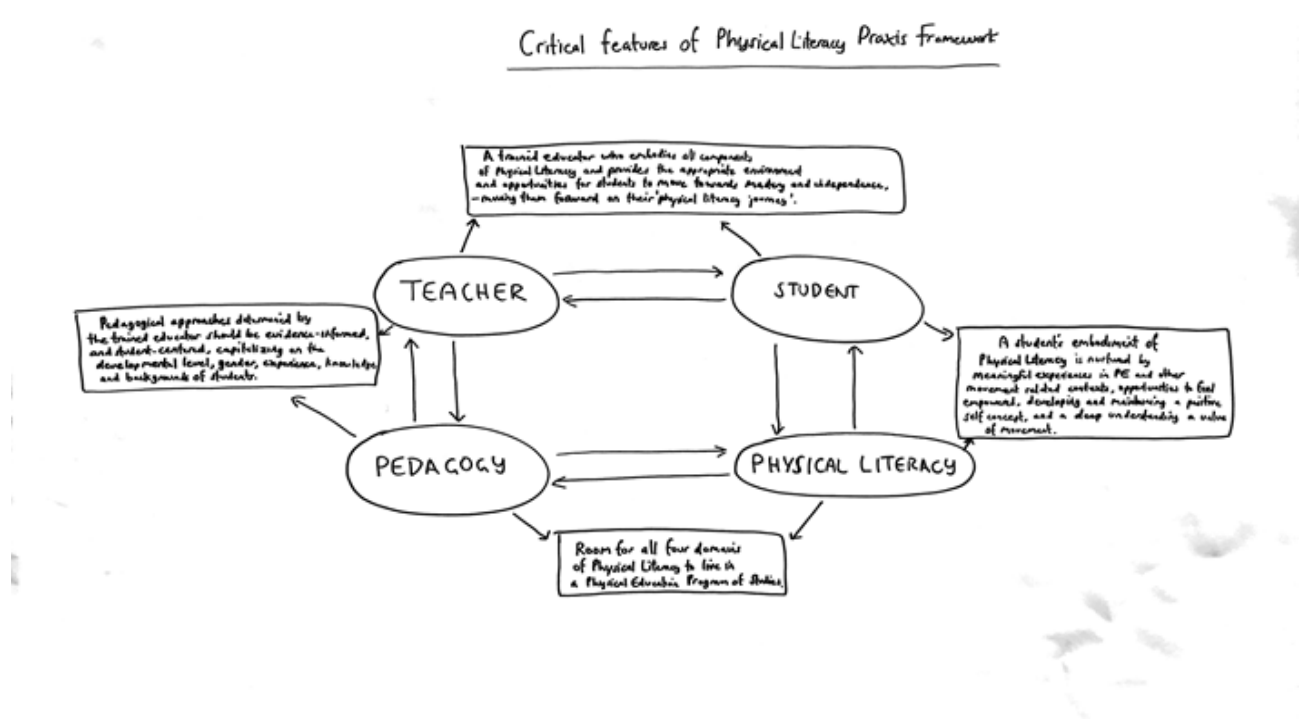 Critical features of Physical Literacy Praxis Framework
A trained educator who embodies all components
of Physical Literacy and provides the appropriate environment
and opportunities for students to move towards mastery and independence,
- moving them forward on their 'physical literacy journey'.
TEACHER
STUDENT
Pedagogical approaches determined by
the trained educator should be evidence-informed,
and student-centred, capitalizing on the
developmental level, gender, experience, knowledge,
and backgrounds of students.
A student's embodiment of
Physical Literacy is nurtured by
meaningful experiences in PE and other
movement related contexts, opportunities to feel
empowered, developing and maintaining a positive
self concept, and a deep understanding a value
of movement.
PEDAGOGY
PHYSICAL LITERACY
Room for all four domains
of Physical Literacy to live in
a Physical Education Program of Studies.